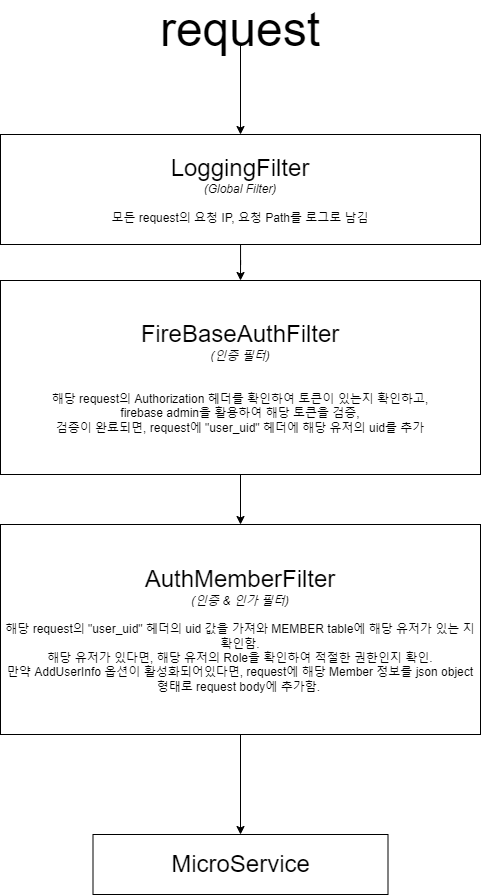 request
LoggingFilter
(Global Filter)
모든 request의 요청 IP, 요청 Path를 로그로 남김
FireBaseAuthFilter
(인증 필터)
해당 request의 Authorization 헤더를 확인하여 토큰이 있는지 확인하고,
firebase admin을 활용하여 해당 토큰을 검증,
검증이 완료되면, request에 "user_uid" 헤더에 해당 유저의 uid를 추가
AuthMemberFilter
(인증 & 인가 필터)
해당 request의 "user_uid" 헤더의 uid 값을 가져와 MEMBER table에 해당 유저가 있는 지
확인함.
해당 유저가 있다면, 해당 유저의 Role을 확인하여 적절한 권한인지 확인.
만약 AddUserInfo 옵션이 활성화되어있다면, request에 해당 Member 정보를 json object
형태로 request body에 추가함.
MicroService